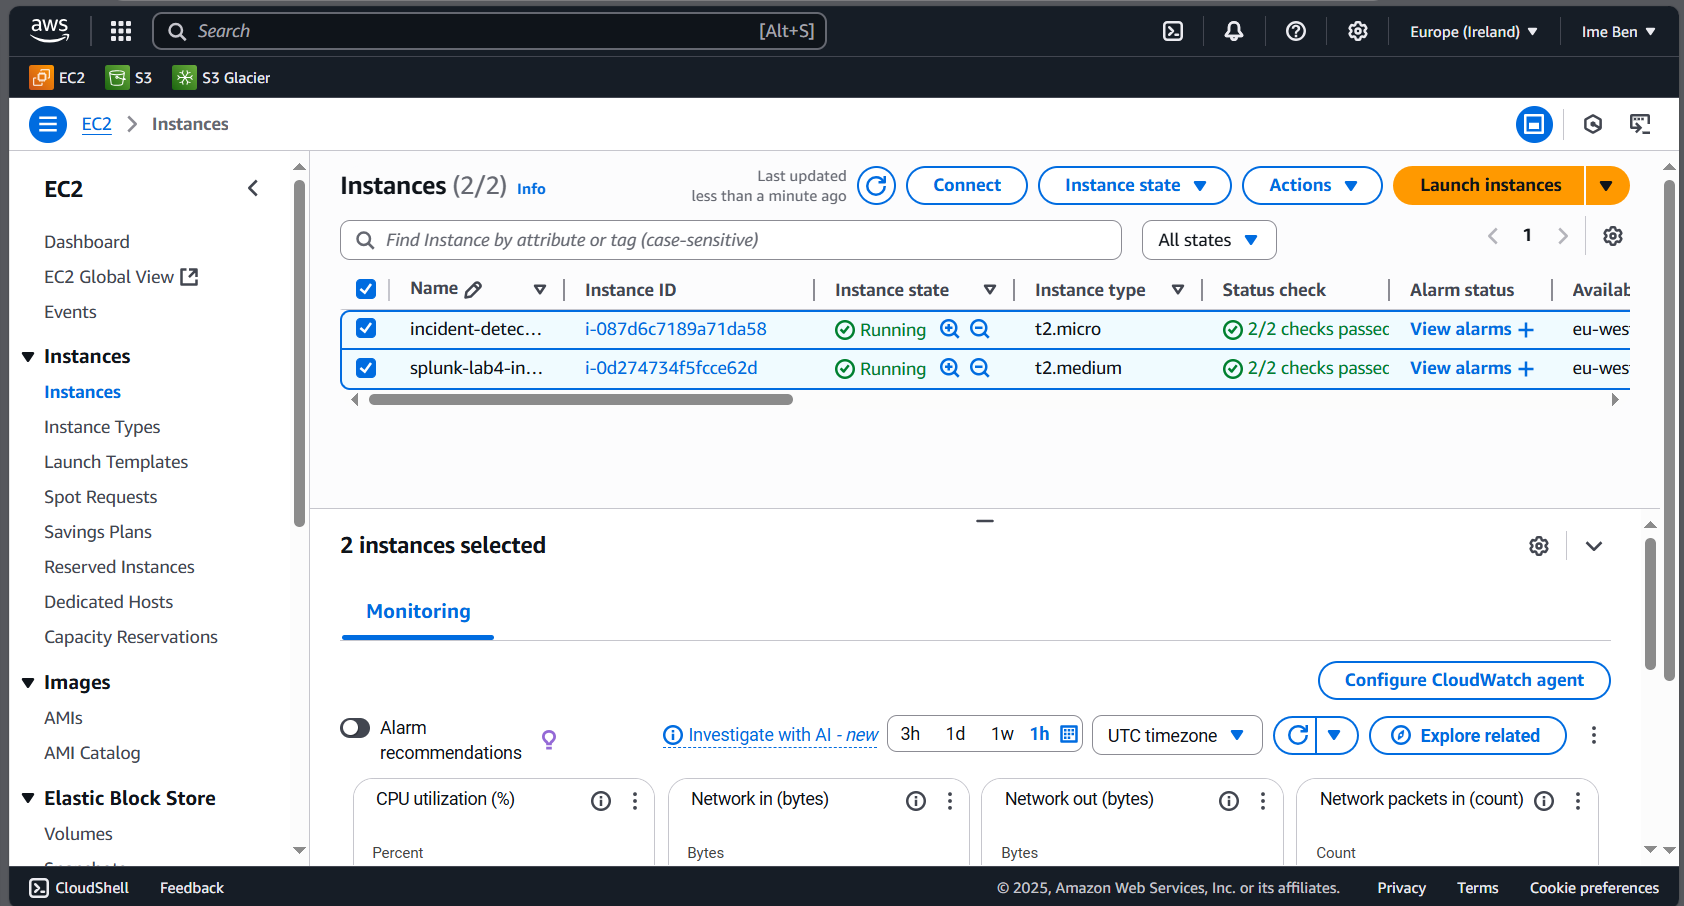 aws
Search [Alt+S]
Europe (Ireland)
Ime Ben
EC2
S3
S3 Glacier
EC2 > Instances
EC2
Dashboard
EC2 Global View
Events
Instances
Instances
Instance Types
Launch Templates
Spot Requests
Savings Plans
Reserved Instances
Dedicated Hosts
Capacity Reservations
Images
AMIs
AMI Catalog
Elastic Block Store
Volumes
Instances (2/2) Info
Last updated
less than a minute ago
Connect
Instance state
Actions
Launch instances
Find Instance by attribute or tag (case-sensitive)
All states
1
Name Instance ID Instance state Instance type Status check Alarm status Availab
incident-detec... i-087d6c7189a71da58 Running t2.micro 2/2 checks passec View alarms + eu-wes
splunk-lab4-in... i-0d274734f5fcce62d Running t2.medium 2/2 checks passec View alarms + eu-wes
2 instances selected
Monitoring
Configure CloudWatch agent
Alarm
recommendations
Investigate with AI - new
3h 1d 1w 1h
UTC timezone
Explore related
CPU utilization (%)
Percent
Network in (bytes)
Bytes
Network out (bytes)
Bytes
Network packets in (count)
Count
CloudShell
Feedback
© 2025, Amazon Web Services, Inc. or its affiliates.
Privacy
Terms
Cookie preferences